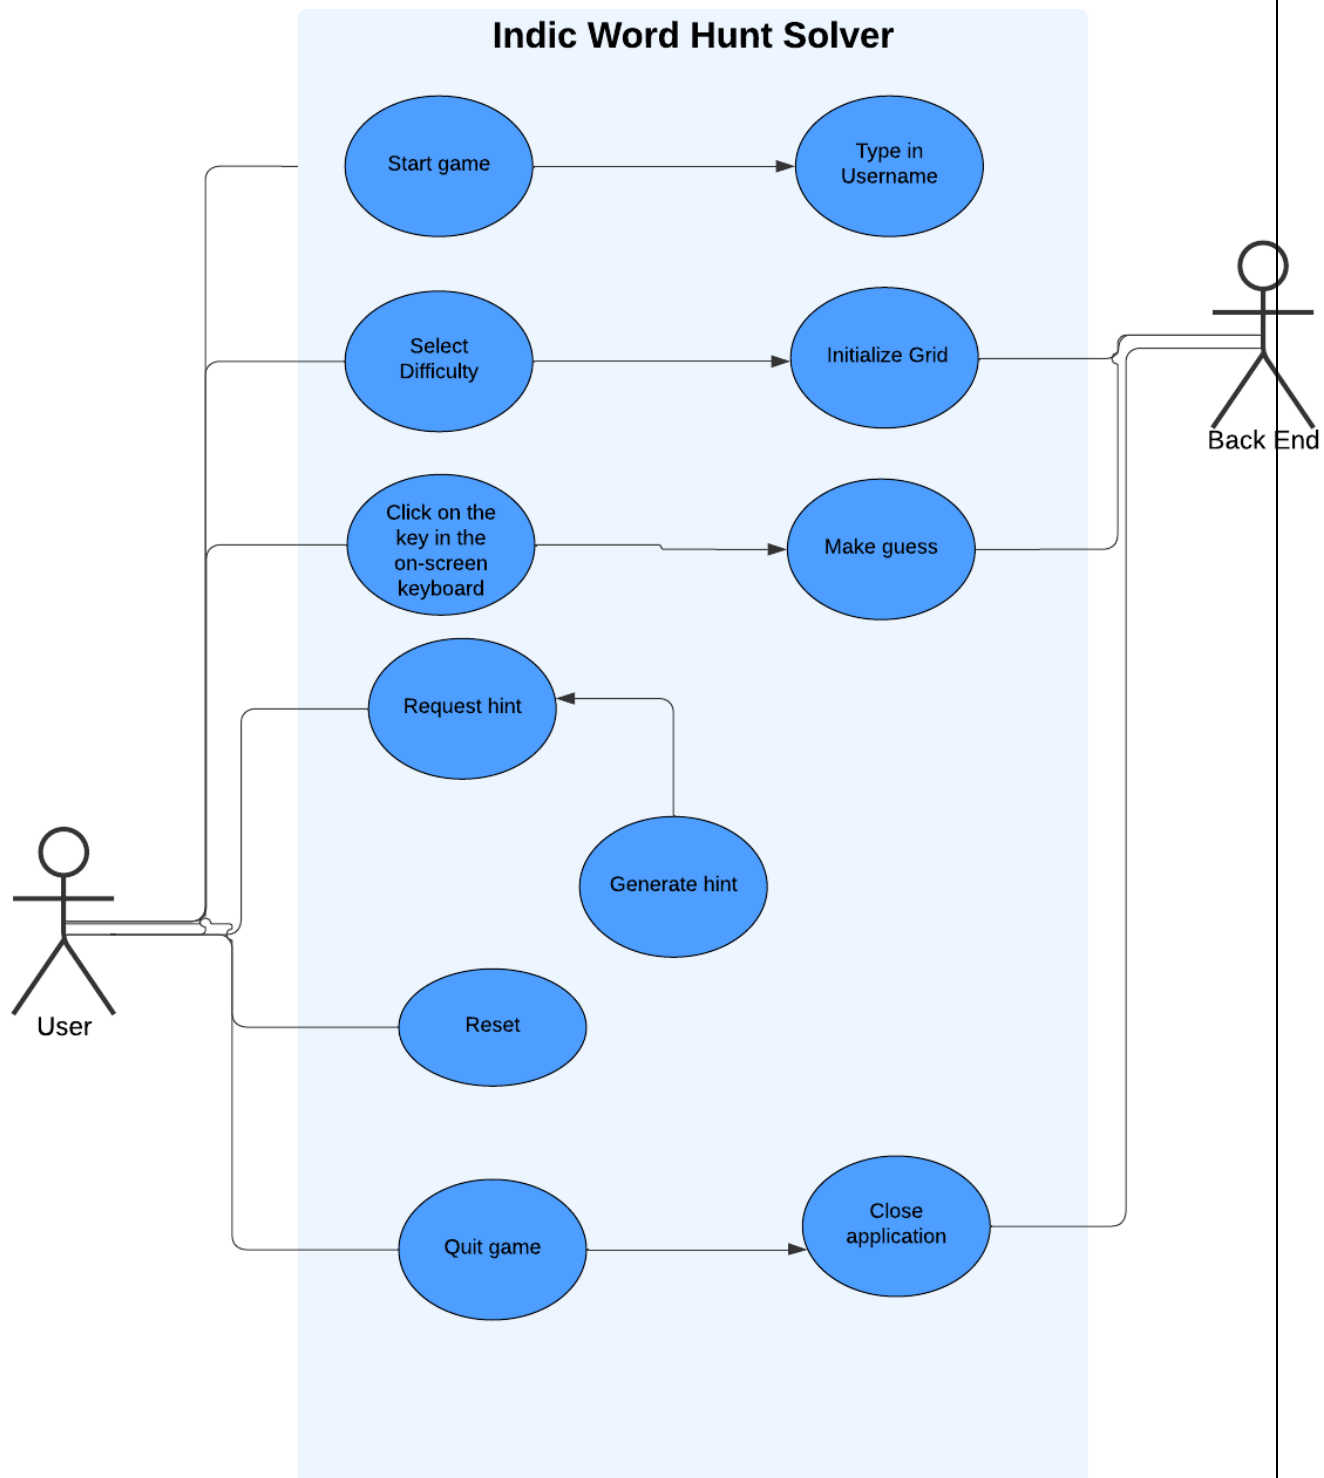 Indic Word Hunt Solver
Start game
Type in
Username
Select
Difficulty
Initialize Grid
Back End
Click on the
key in the
on-screen
keyboard
Make guess
Request hint
Generate hint
User
Reset
Quit game
Close
application